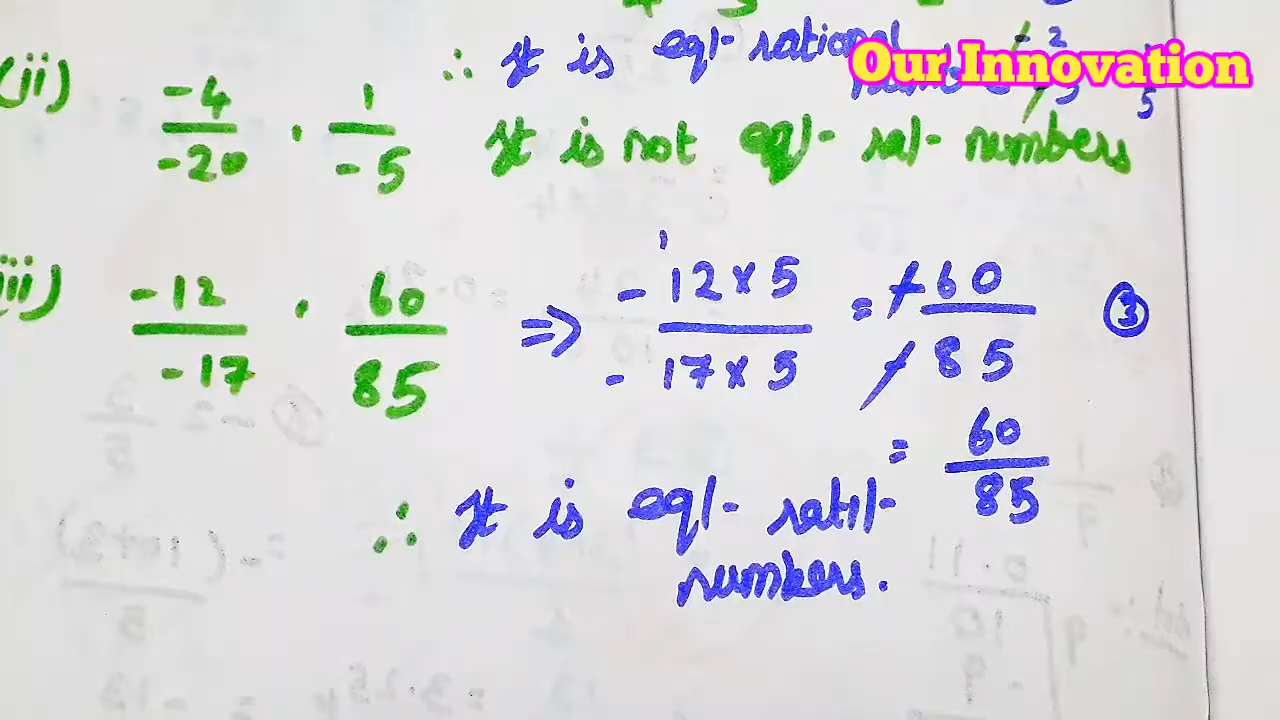 ∴ It is eql- rational
Our Innovation
(ii) -4/-20 , 1/-5 It is not eql- ral- numbers
(iii) -12/-17 , 60/85 ⇒ -12×5/-17×5 = -60/-85 ③
= 60/85
∴ It is eql- ratl-
numbers.